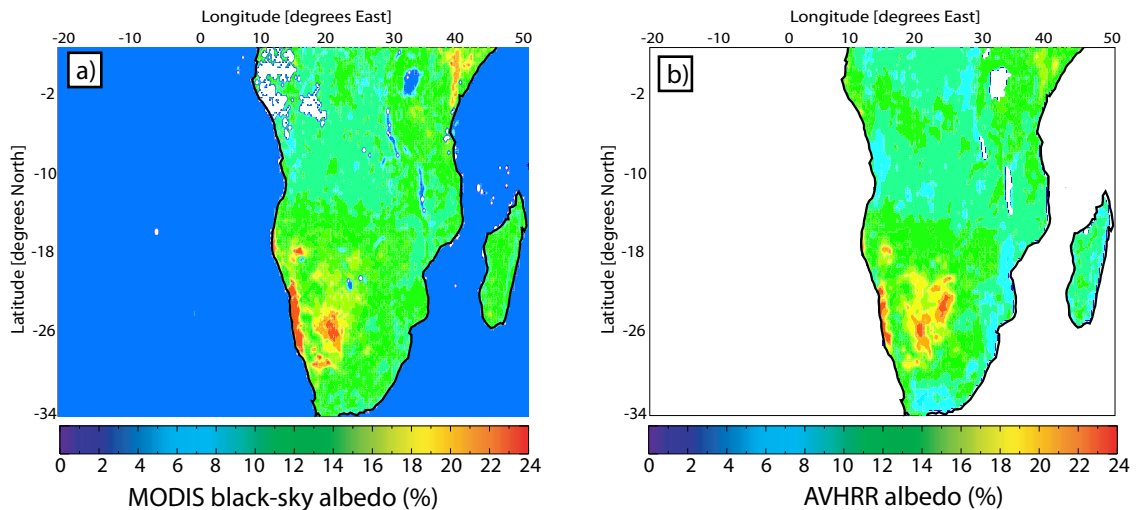 Longitude [degrees East]
-20 -10 0 10 20 30 40 50
a)
Latitude [degrees North]
-2
-10
-18
-26
-34
0 2 4 6 8 10 12 14 16 18 20 22 24
MODIS black-sky albedo (%)
Longitude [degrees East]
-20 -10 0 10 20 30 40 50
b)
Latitude [degrees North]
-2
-10
-18
-26
-34
0 2 4 6 8 10 12 14 16 18 20 22 24
AVHRR albedo (%)